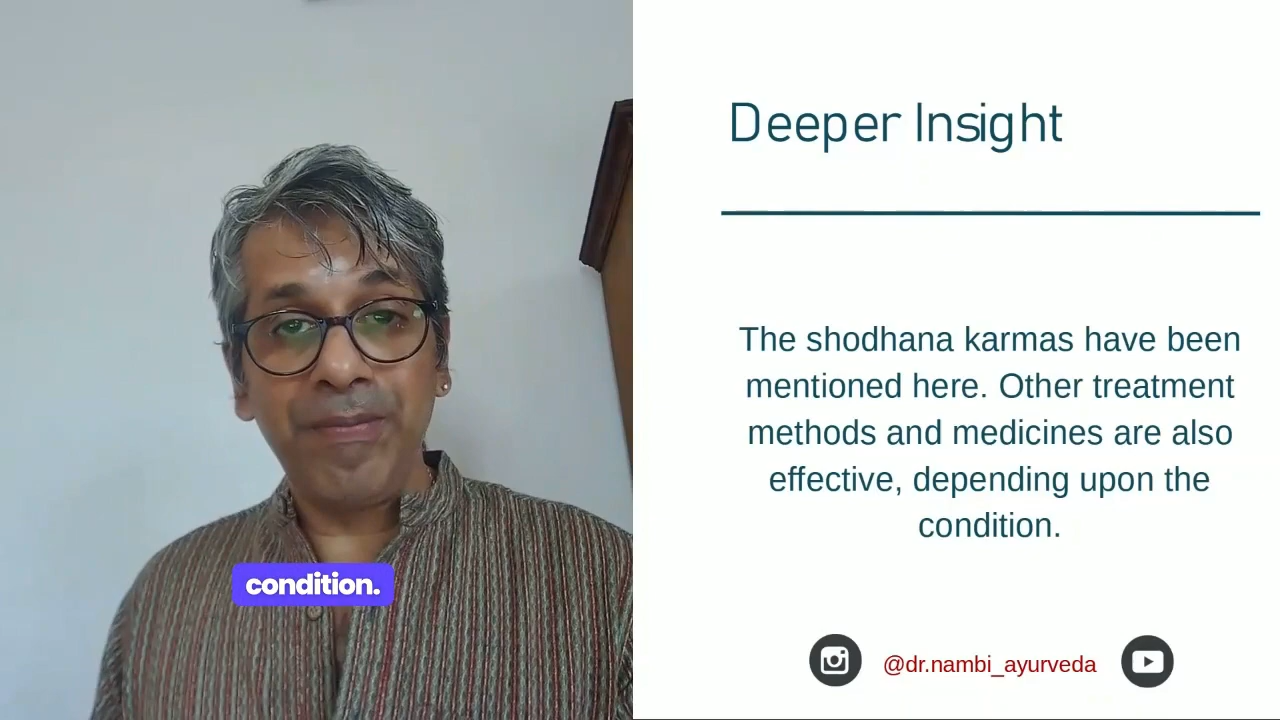 Deeper Insight
The shodhana karmas have been
mentioned here. Other treatment
methods and medicines are also
effective, depending upon the
condition.
condition.
@dr.nambi_ayurveda